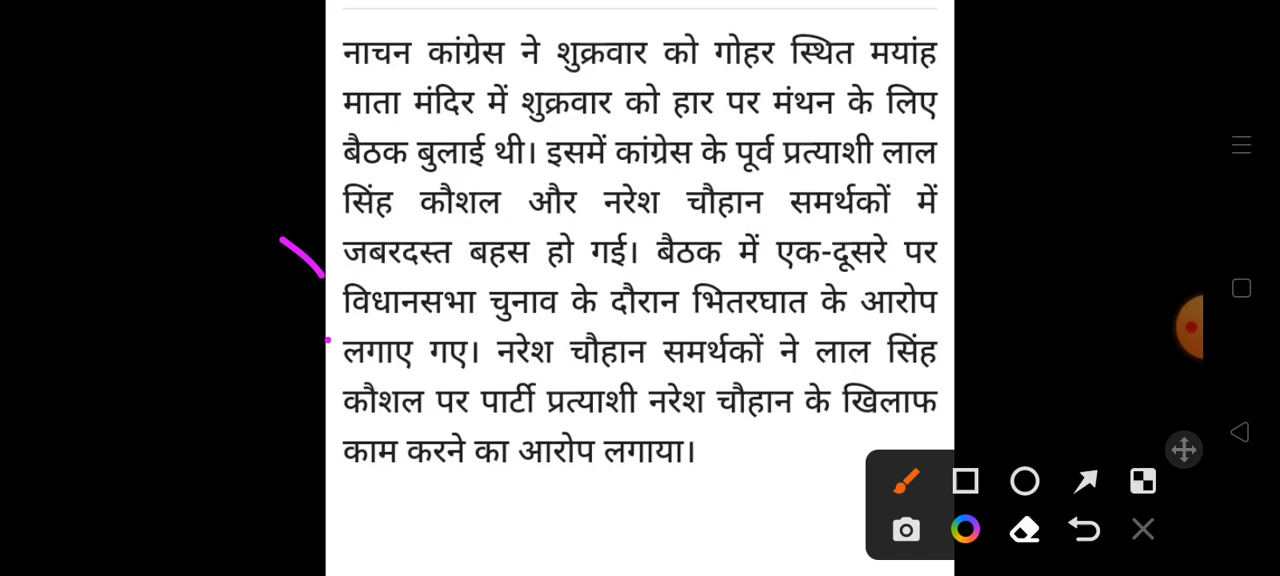 नाचन कांग्रेस ने शुक्रवार को गोहर स्थित मयांह
माता मंदिर में शुक्रवार को हार पर मंथन के लिए
बैठक बुलाई थी। इसमें कांग्रेस के पूर्व प्रत्याशी लाल
सिंह कौशल और नरेश चौहान समर्थकों में
जबरदस्त बहस हो गई। बैठक में एक-दूसरे पर
विधानसभा चुनाव के दौरान भितरघात के आरोप
लगाए गए। नरेश चौहान समर्थकों ने लाल सिंह
कौशल पर पार्टी प्रत्याशी नरेश चौहान के खिलाफ
काम करने का आरोप लगाया।